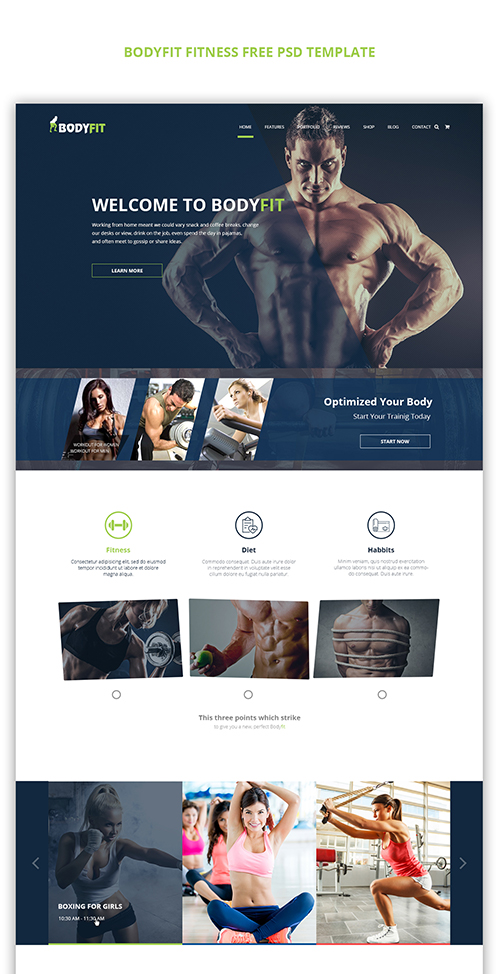 BODYFIT FITNESS FREE PSD TEMPLATE
BODYFIT
HOME FEATURES PORTFOLIO REVIEWS SHOP BLOG CONTACT
WELCOME TO BODYFIT
Working from home meant we could vary snack and coffee breaks, change
our desks or view, drink on the job, even spend the day in pajamas,
and often meet to gossip or share ideas.
LEARN MORE
Optimized Your Body
Start Your Trainig Today
START NOW
WORKOUT FOR WOMEN
WORKOUT FOR MEN
Fitness
Consectetur adipisicing elit, sed do eiusmod
tempor incididunt ut labore et dolore
magna aliqua.
Diet
Commodo consequat. Duis aute irure dolor
in reprehenderit in voluptate velit esse
cillum dolore eu fugiat nulla pariatur.
Habbits
Minim veniam, quis nostrud exercitation
ullamco laboris nisi ut aliquip ex ea commo
do consequat. Duis aute irure.
This three points which strike
to give you a new, perfect Bodyfit
BOXING FOR GIRLS
10:30 AM - 11:30 AM